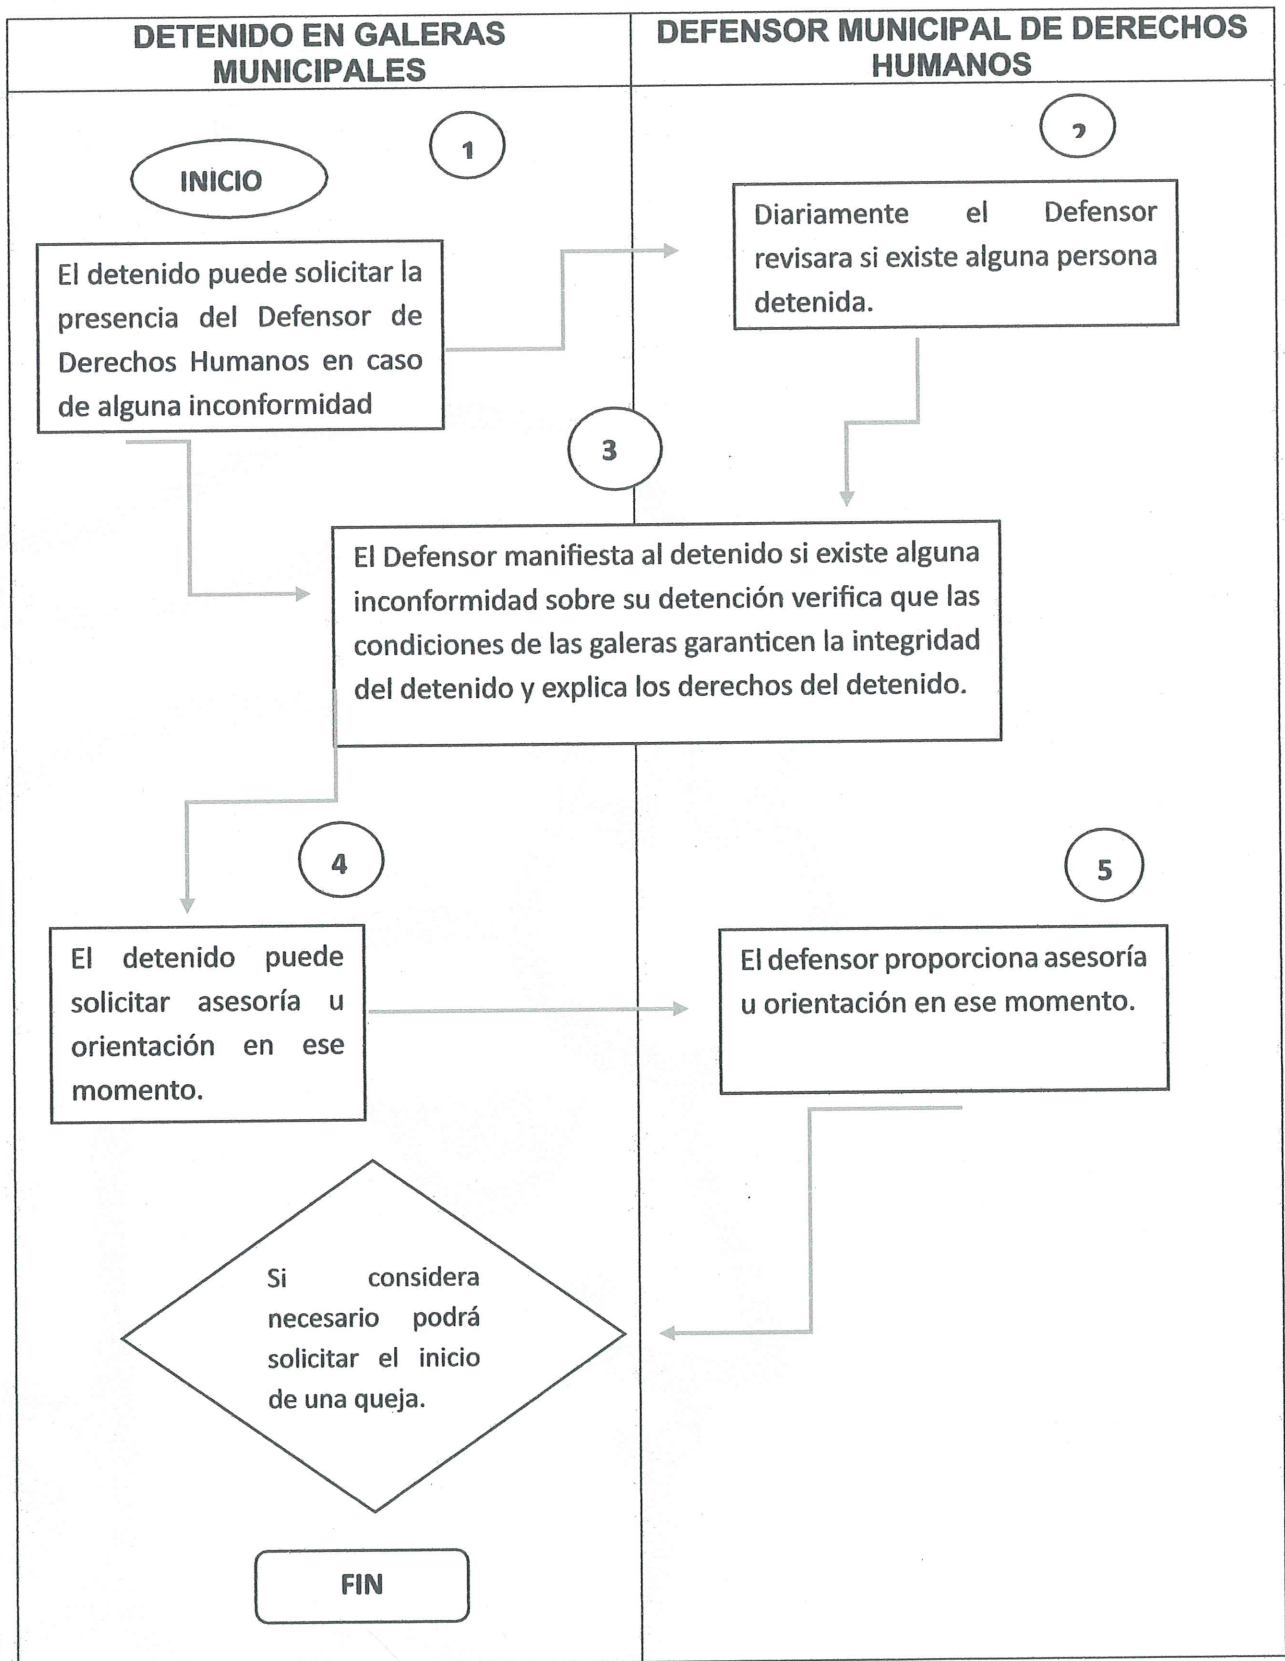 DETENIDO EN GALERAS
MUNICIPALES
DEFENSOR MUNICIPAL DE DERECHOS
HUMANOS
1
INICIO
El detenido puede solicitar la
presencia del Defensor de
Derechos Humanos en caso
de alguna inconformidad
2
Diariamente el Defensor
revisara si existe alguna persona
detenida.
3
El Defensor manifiesta al detenido si existe alguna
inconformidad sobre su detención verifica que las
condiciones de las galeras garanticen la integridad
del detenido y explica los derechos del detenido.
4
El detenido puede
solicitar asesoría u
orientación en ese
momento.
5
El defensor proporciona asesoría
u orientación en ese momento.
Si considera
necesario podrá
solicitar el inicio
de una queja.
FIN